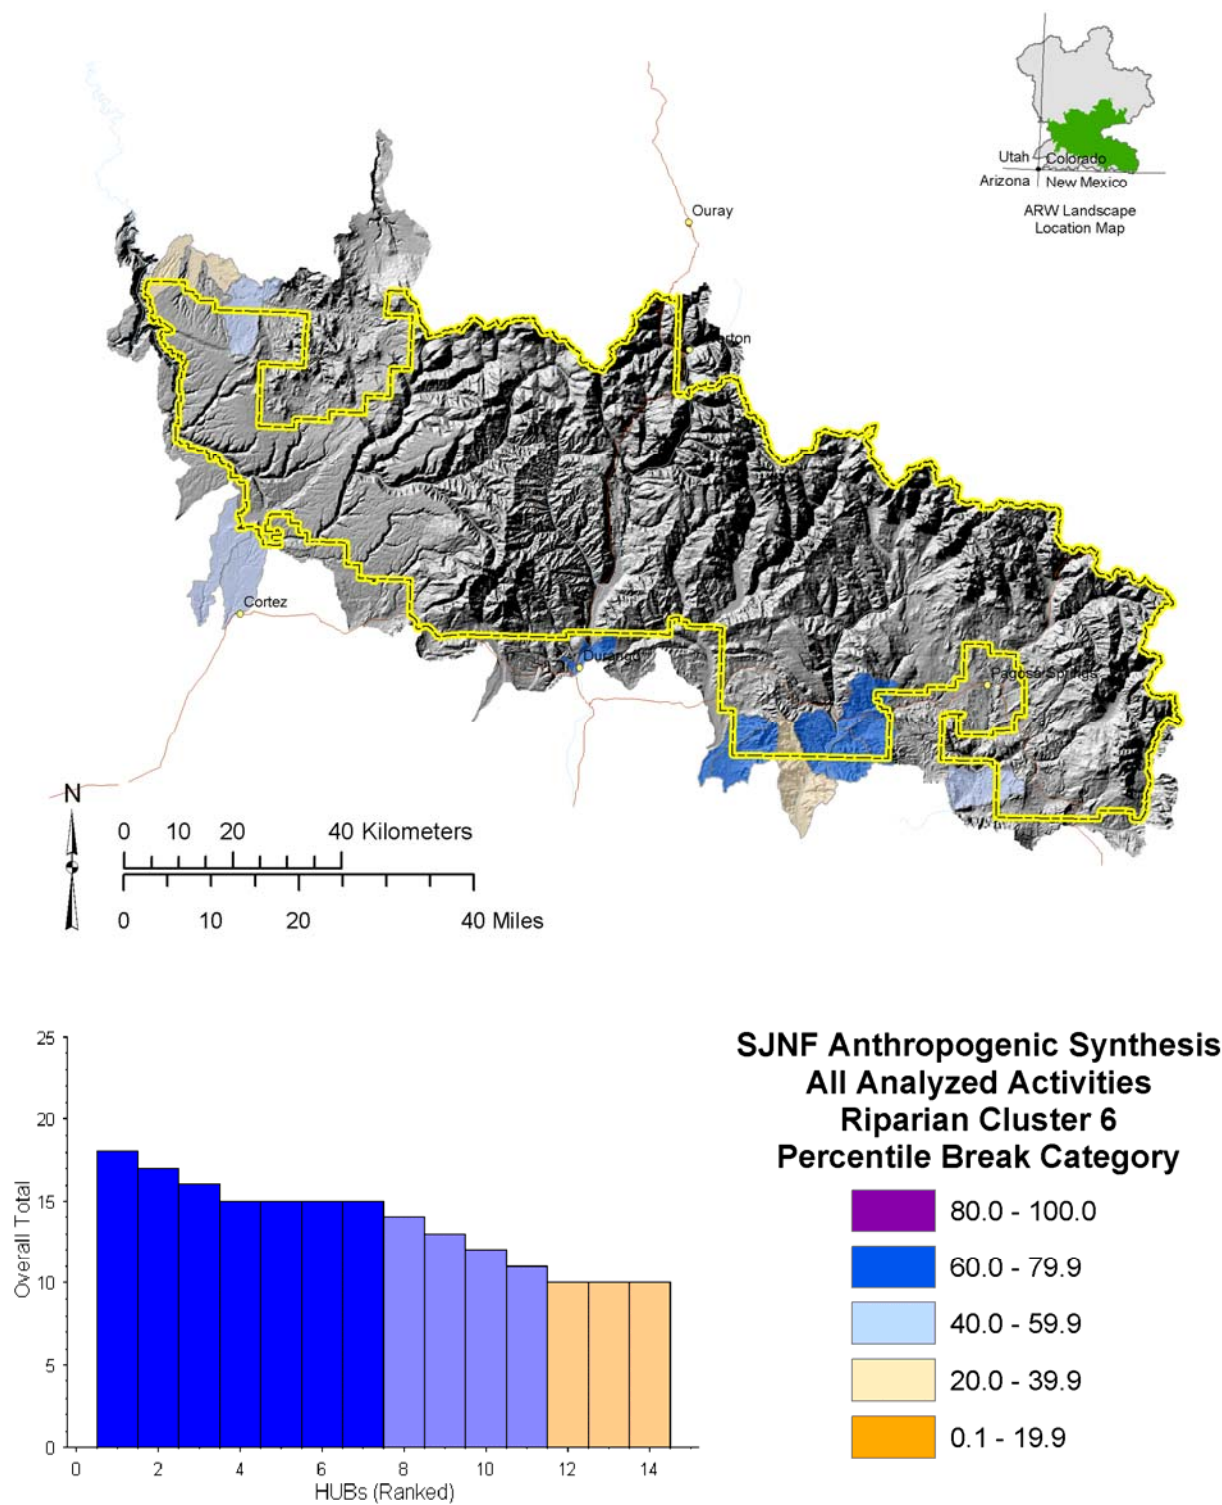 Utah
Colorado
Arizona
New Mexico
ARW Landscape
Location Map
Ouray
rton
Cortez
Durango
Pagosa Springs
N
0 10 20 40 Kilometers
0 10 20 40 Miles
25
20
15
10
5
0
Overall Total
0 2 4 6 8 10 12 14
HUBs (Ranked)
SJNF Anthropogenic Synthesis
All Analyzed Activities
Riparian Cluster 6
Percentile Break Category
80.0 - 100.0
60.0 - 79.9
40.0 - 59.9
20.0 - 39.9
0.1 - 19.9